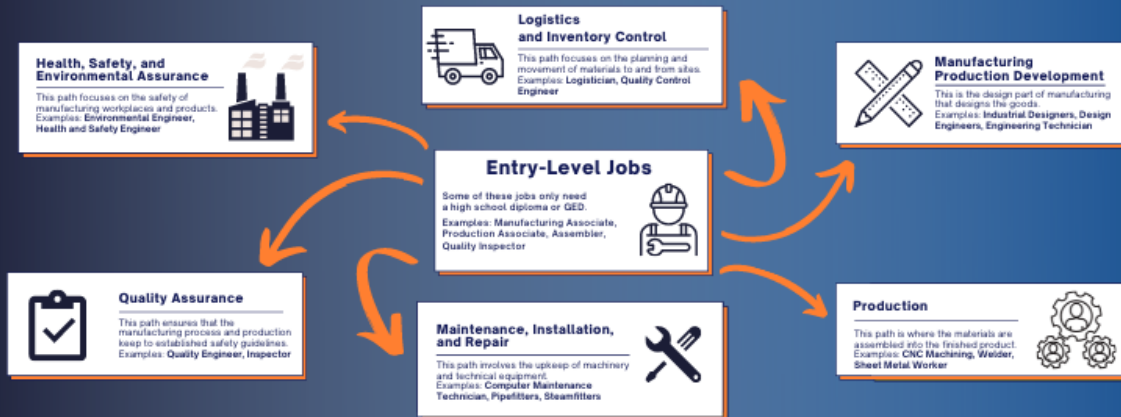 Logistics
and Inventory Control
This path focuses on the planning and
movement of materials to and from sites.
Examples: Logistician, Quality Control
Engineer
Health, Safety, and
Environmental Assurance
This path focuses on the safety of
manufacturing workplaces and products.
Examples: Environmental Engineer,
Health and Safety Engineer
Manufacturing
Production Development
This is the design part of manufacturing
that designs the goods.
Examples: Industrial Designers, Design
Engineers, Engineering Technician
Entry-Level Jobs
Some of these jobs only need
a high school diploma or GED.
Examples: Manufacturing Associate,
Production Associate, Assembler,
Quality Inspector
Quality Assurance
This path ensures that the
manufacturing process and production
keep to established safety guidelines.
Examples: Quality Engineer, Inspector
Maintenance, Installation,
and Repair
This path involves the upkeep of machinery
and technical equipment.
Examples: Computer Maintenance
Technician, Pipefitters, Steamfitters
Production
This path is where the materials are
assembled into the finished product.
Examples: CNC Machining, Welder,
Sheet Metal Worker